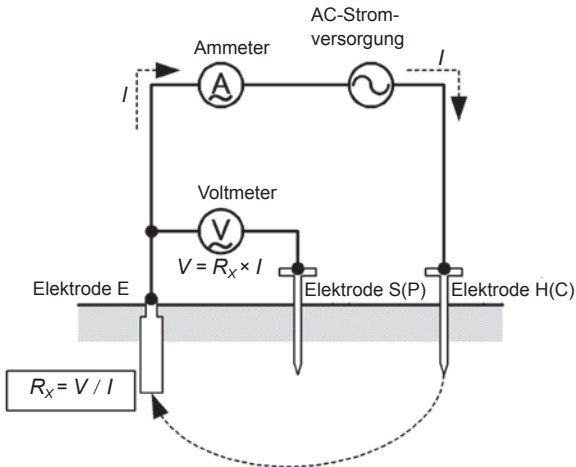 AC-Strom-
versorgung
Ammeter
I
A
I
Voltmeter
V
V = RX × I
Elektrode E
Elektrode S(P)
Elektrode H(C)
RX = V / I